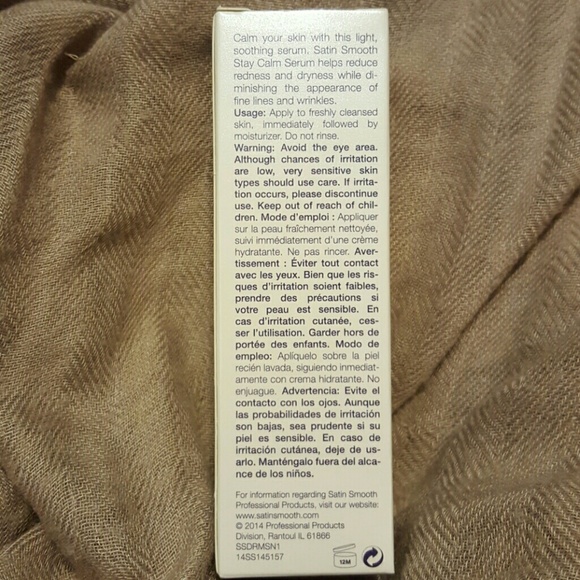 Calm your skin with this light,
soothing serum. Satin Smooth
Stay Calm Serum helps reduce
redness and dryness while di-
minishing the appearance of
fine lines and wrinkles.
Usage: Apply to freshly cleansed
skin, immediately followed by
moisturizer. Do not rinse.
Warning: Avoid the eye area.
Although chances of irritation
are low, very sensitive skin
types should use care. If irrita-
tion occurs, please discontinue
use. Keep out of reach of chil-
dren. Mode d'emploi : Appliquer
sur la peau fraîchement nettoyée,
suivi immédiatement d'une crème
hydratante. Ne pas rincer. Aver-
tissement : Éviter tout contact
avec les yeux. Bien que les ris-
ques d'irritation soient faibles,
prendre des précautions si
votre peau est sensible. En
cas d'irritation cutanée, ces-
ser l'utilisation. Garder hors de
portée des enfants. Modo de
empleo: Aplíquelo sobre la piel
recién lavada, siguiendo inmediat-
amente con crema hidratante. No
enjuague. Advertencia: Evite el
contacto con los ojos. Aunque
las probabilidades de irritación
son bajas, sea prudente si su
piel es sensible. En caso de
irritación cutánea, deje de us-
arlo. Manténgalo fuera del alca-
nce de los niños.
For information regarding Satin Smooth
Professional Products, visit our website:
www.satinsmooth.com
© 2014 Professional Products
Division, Rantoul IL 61866
SSDRMSN1
14SS145157
12M